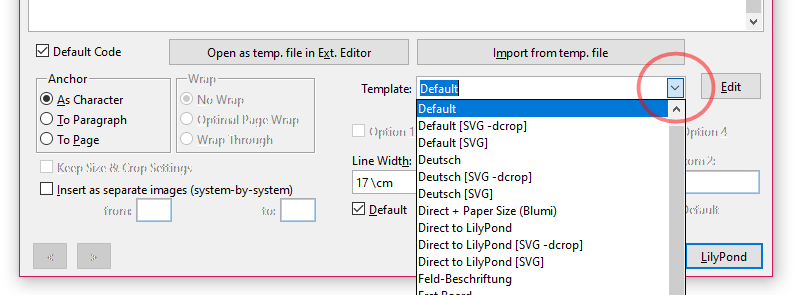 Default Code
Open as temp. file in Ext. Editor
Import from temp. file
Anchor
As Character
To Paragraph
To Page
Wrap
No Wrap
Optimal Page Wrap
Wrap Through
Template:
Default
Edit
Default
Default [SVG -dcrop]
Default [SVG]
Deutsch
Deutsch [SVG -dcrop]
Deutsch [SVG]
Direct + Paper Size (Blumi)
Direct to LilyPond
Direct to LilyPond [SVG -dcrop]
Direct to LilyPond [SVG]
Feld-Beschriftung
Option 1
Option 4
Keep Size & Crop Settings
Insert as separate images (system-by-system)
from:
to:
Line Width:
17 \cm
2:
Default
Default
«
»
LilyPond